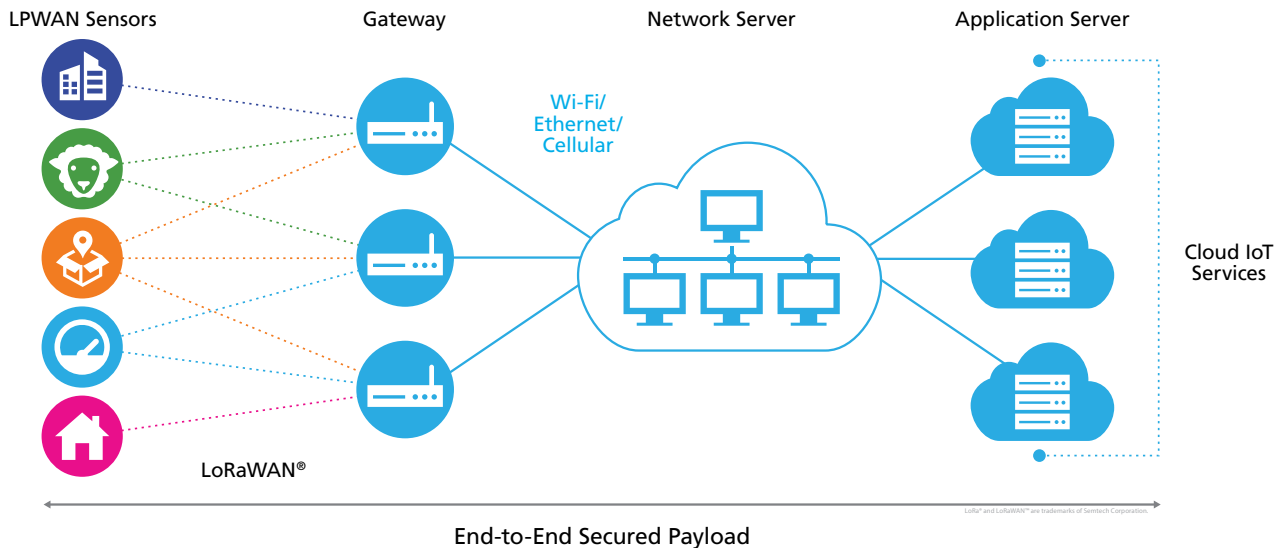 LPWAN Sensors
Gateway
Network Server
Application Server
Wi-Fi/
Ethernet/
Cellular
Cloud IoT
Services
LoRaWAN®
LoRa® and LoRaWAN™ are trademarks of Semtech Corporation.
End-to-End Secured Payload